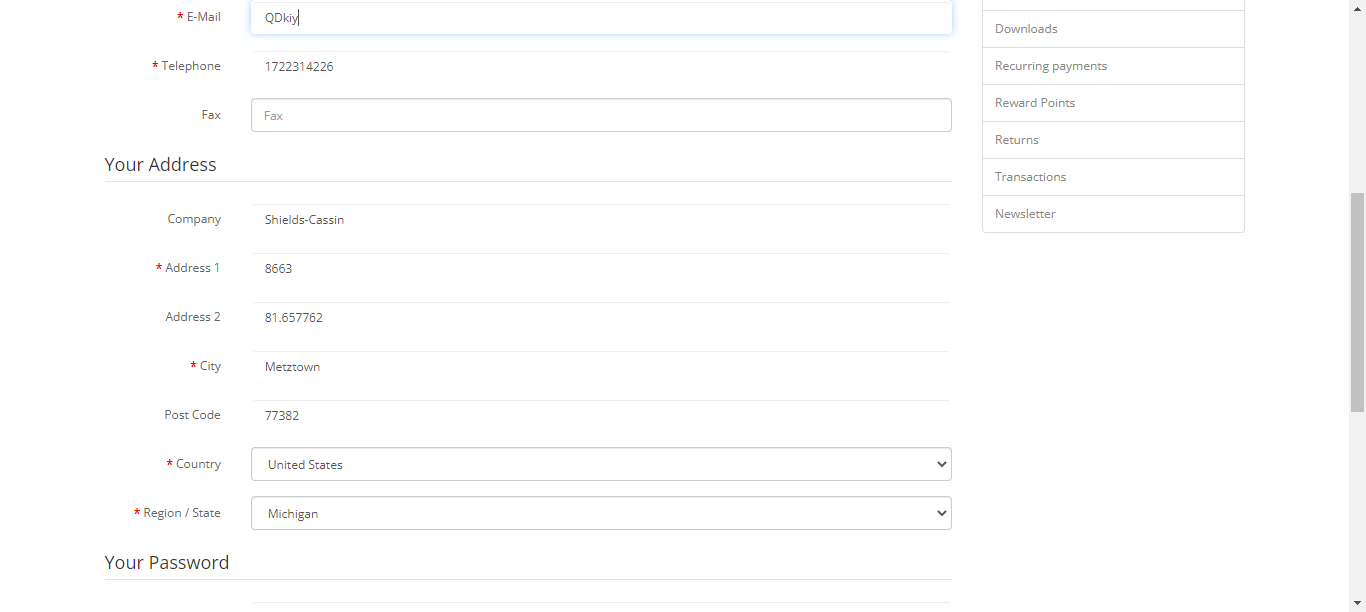 * E-Mail QDkiy
* Telephone 1722314226
Fax Fax
Your Address
Company Shields-Cassin
* Address 1 8663
Address 2 81.657762
* City Metztown
Post Code 77382
* Country United States
* Region / State Michigan
Your Password
Downloads
Recurring payments
Reward Points
Returns
Transactions
Newsletter